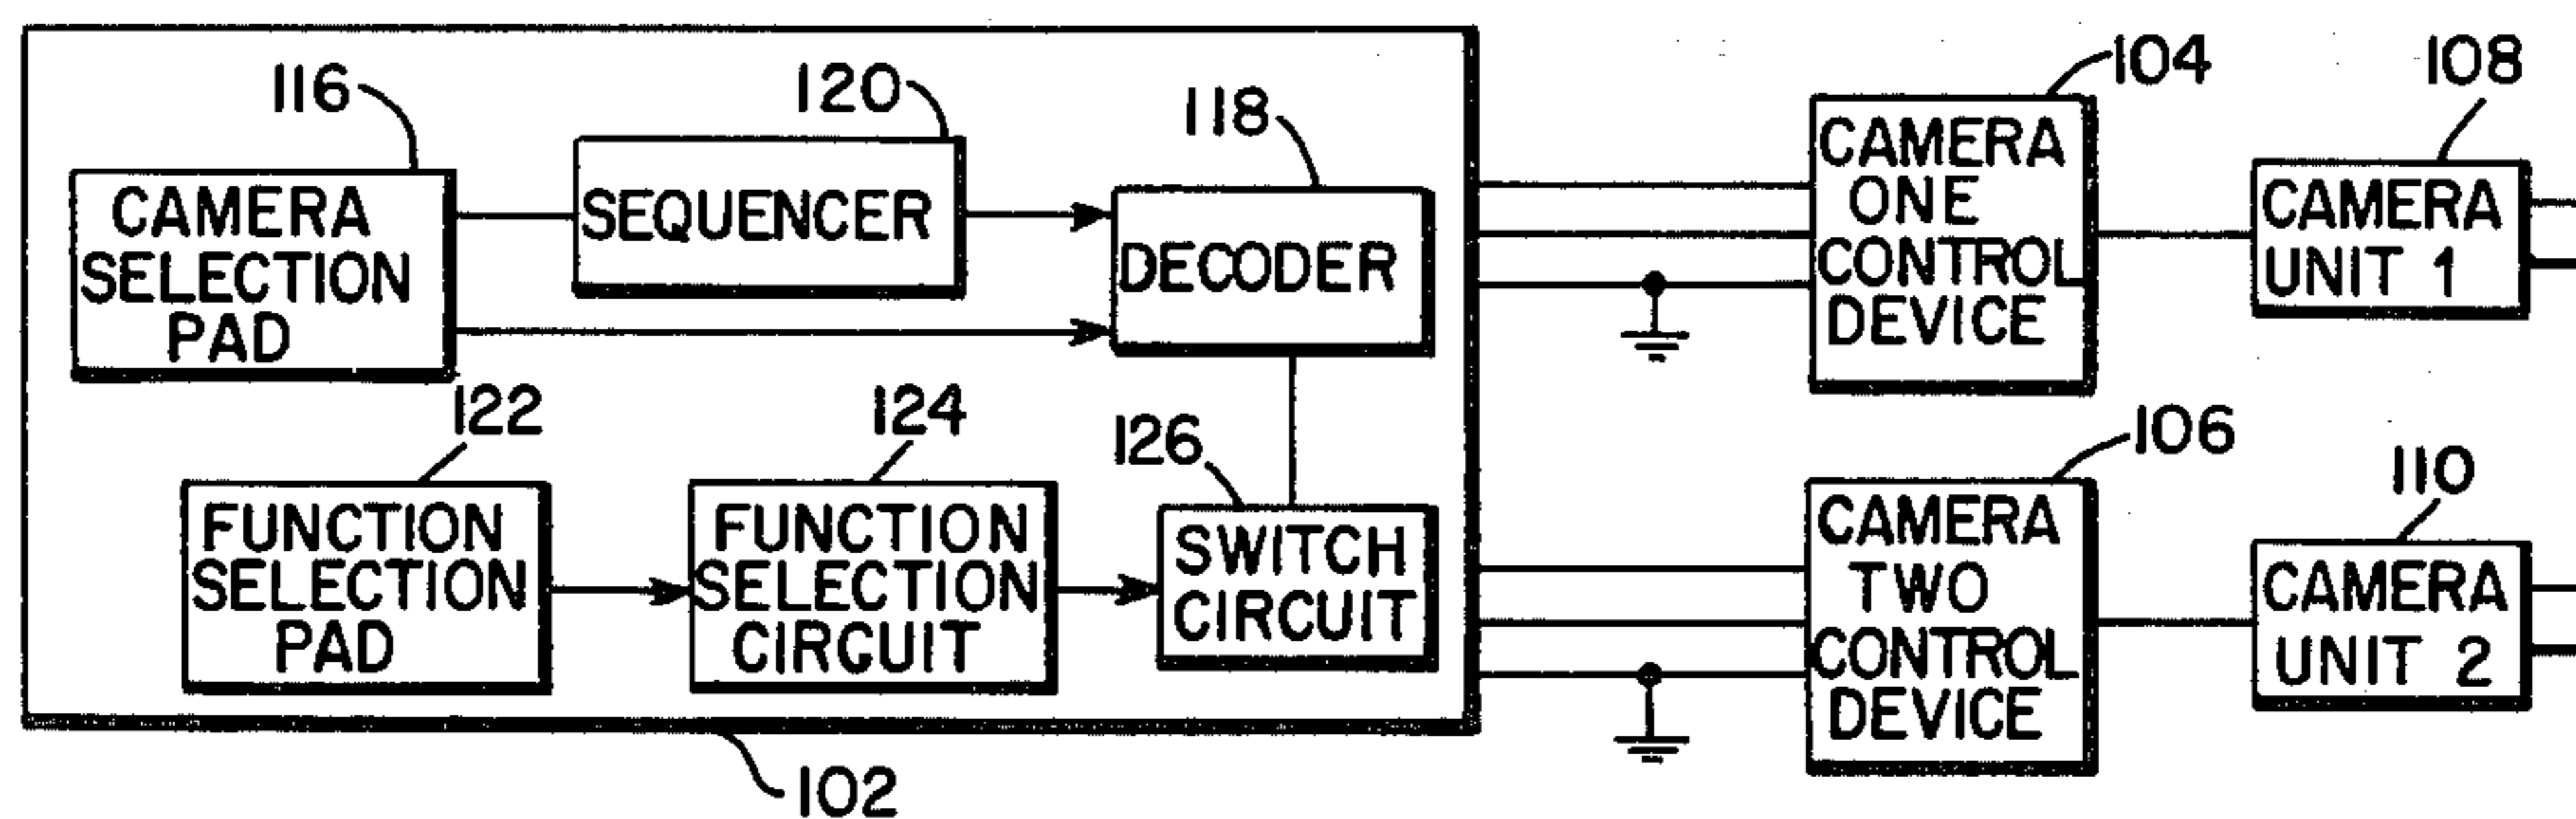 116
120
118
104
108
CAMERA
SELECTION
PAD
SEQUENCER
DECODER
CAMERA
ONE
CONTROL
DEVICE
CAMERA
UNIT 1
122
124
126
106
110
FUNCTION
SELECTION
PAD
FUNCTION
SELECTION
CIRCUIT
SWITCH
CIRCUIT
CAMERA
TWO
CONTROL
DEVICE
CAMERA
UNIT 2
102